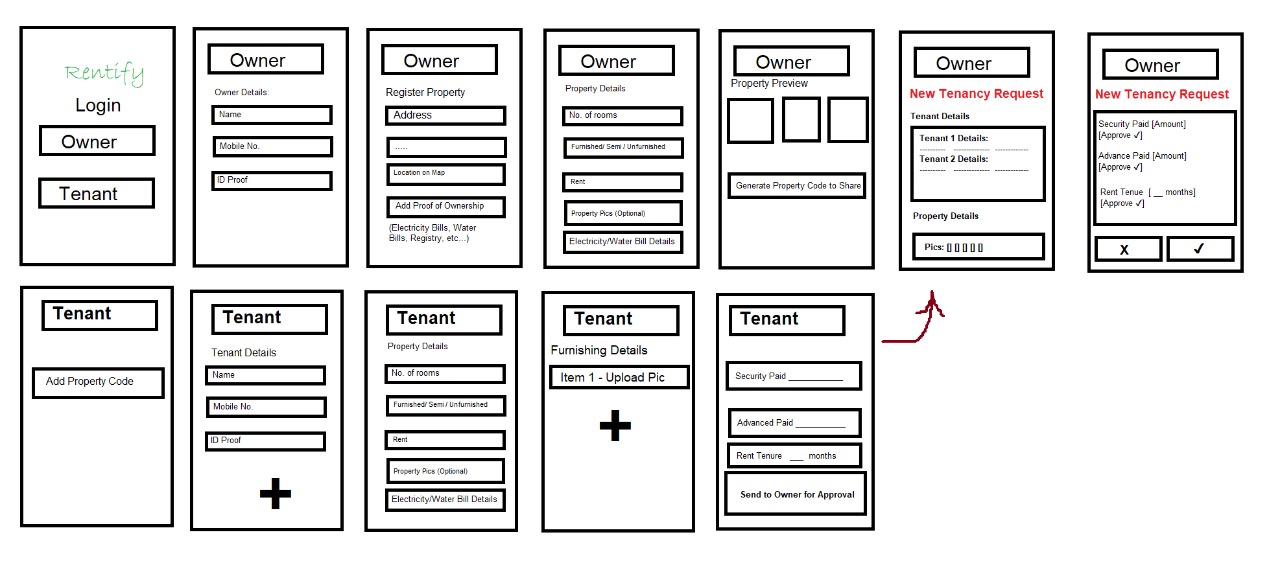 Rentify
Login
Owner
Tenant
Owner
Owner Details:
Name
Mobile No.
ID Proof
Owner
Register Property
Address
.....
Location on Map
Add Proof of Ownership
(Electricity Bills, Water
Bills, Registry, etc...)
Owner
Property Details
No. of rooms
Furnished/ Semi / Unfurnished
Rent
Property Pics (Optional)
Electricity/Water Bill Details
Owner
Property Preview
Generate Property Code to Share
Owner
New Tenancy Request
Tenant Details
Tenant 1 Details:
---------- -------------- -------------
Tenant 2 Details:
---------- -------------- -------------
Property Details
Pics: [] [] [] [] []
Owner
New Tenancy Request
Security Paid [Amount]
[Approve ✓]
Advance Paid [Amount]
[Approve ✓]
Rent Tenue [ __ months]
[Approve ✓]
X
✓
Tenant
Add Property Code
Tenant
Tenant Details
Name
Mobile No.
ID Proof
+
Tenant
Property Details
No. of rooms
Furnished/ Semi / Unfurnished
Rent
Property Pics (Optional)
Electricity/Water Bill Details
Tenant
Furnishing Details
Item 1 - Upload Pic
+
Tenant
Security Paid ___________
Advanced Paid __________
Rent Tenure ___ months
Send to Owner for Approval